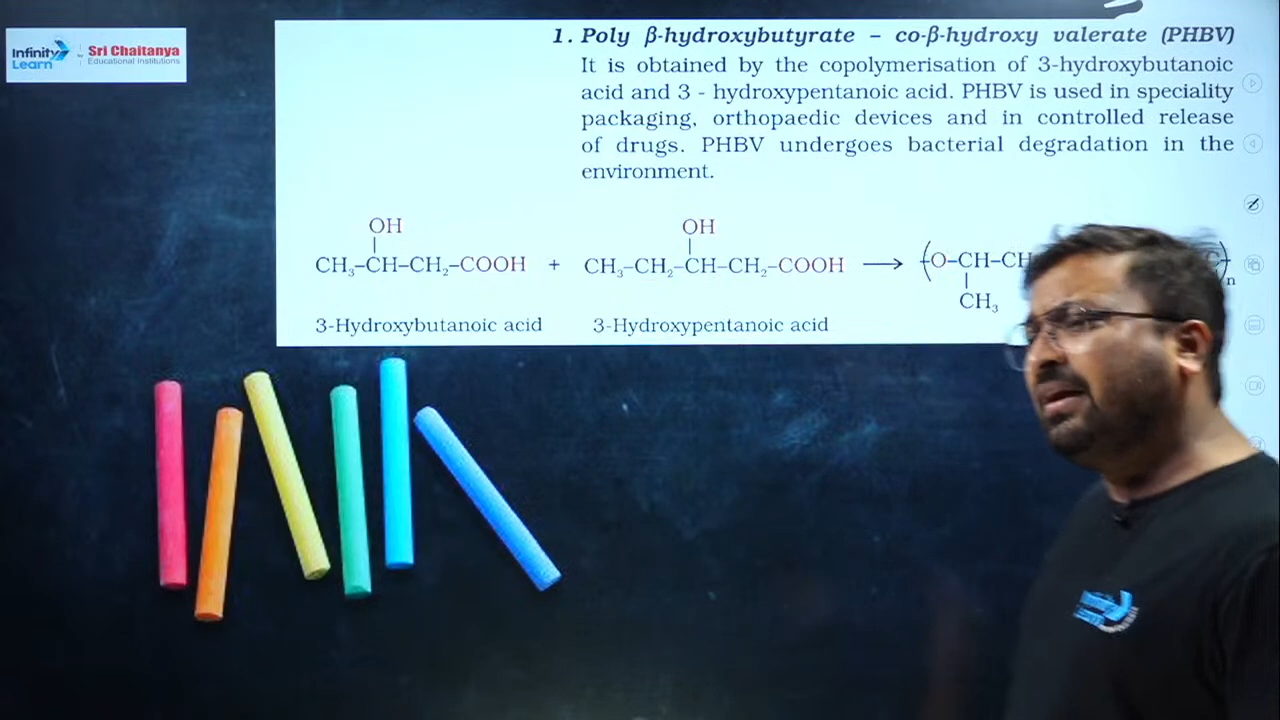 Infinity Learn
by
Sri Chaitanya
Educational Institutions
1. Poly β-hydroxybutyrate – co-β-hydroxy valerate (PHBV)
It is obtained by the copolymerisation of 3-hydroxybutanoic
acid and 3 - hydroxypentanoic acid. PHBV is used in speciality
packaging, orthopaedic devices and in controlled release
of drugs. PHBV undergoes bacterial degradation in the
environment.
OH OH
CH₃–CH–CH₂–COOH + CH₃–CH₂–CH–CH₂–COOH ⟶ (O–CH–CH C)n
CH₃
3-Hydroxybutanoic acid 3-Hydroxypentanoic acid